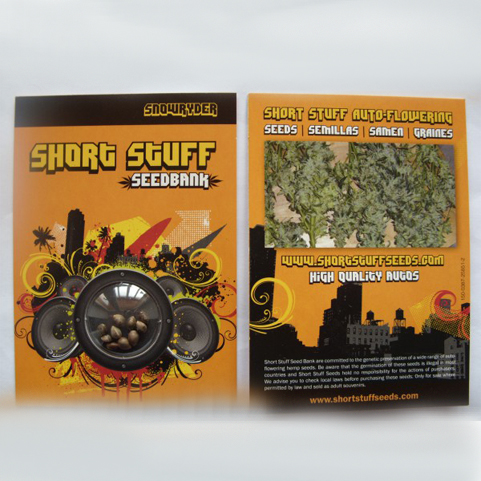 SNOWRYDER
SHORT STUFF
SEEDBANK
SHORT STUFF AUTO-FLOWERING
SEEDS | SEMILLAS | SAMEN | GRAINES
WWW.SHORTSTUFFSEEDS.COM
HIGH QUALITY AUTOS
Short Stuff Seed Bank are committed to the genetic preservation of a wide range of auto
flowering hemp seeds. Be aware that the germination of these seeds is illegal in most
countries and Short Stuff Seeds hold no responsibility for the actions of purchasers.
We advise you to check local laws before purchasing these seeds. Only for sale where
permitted by law and sold as adult souvenirs.
www.shortstuffseeds.com